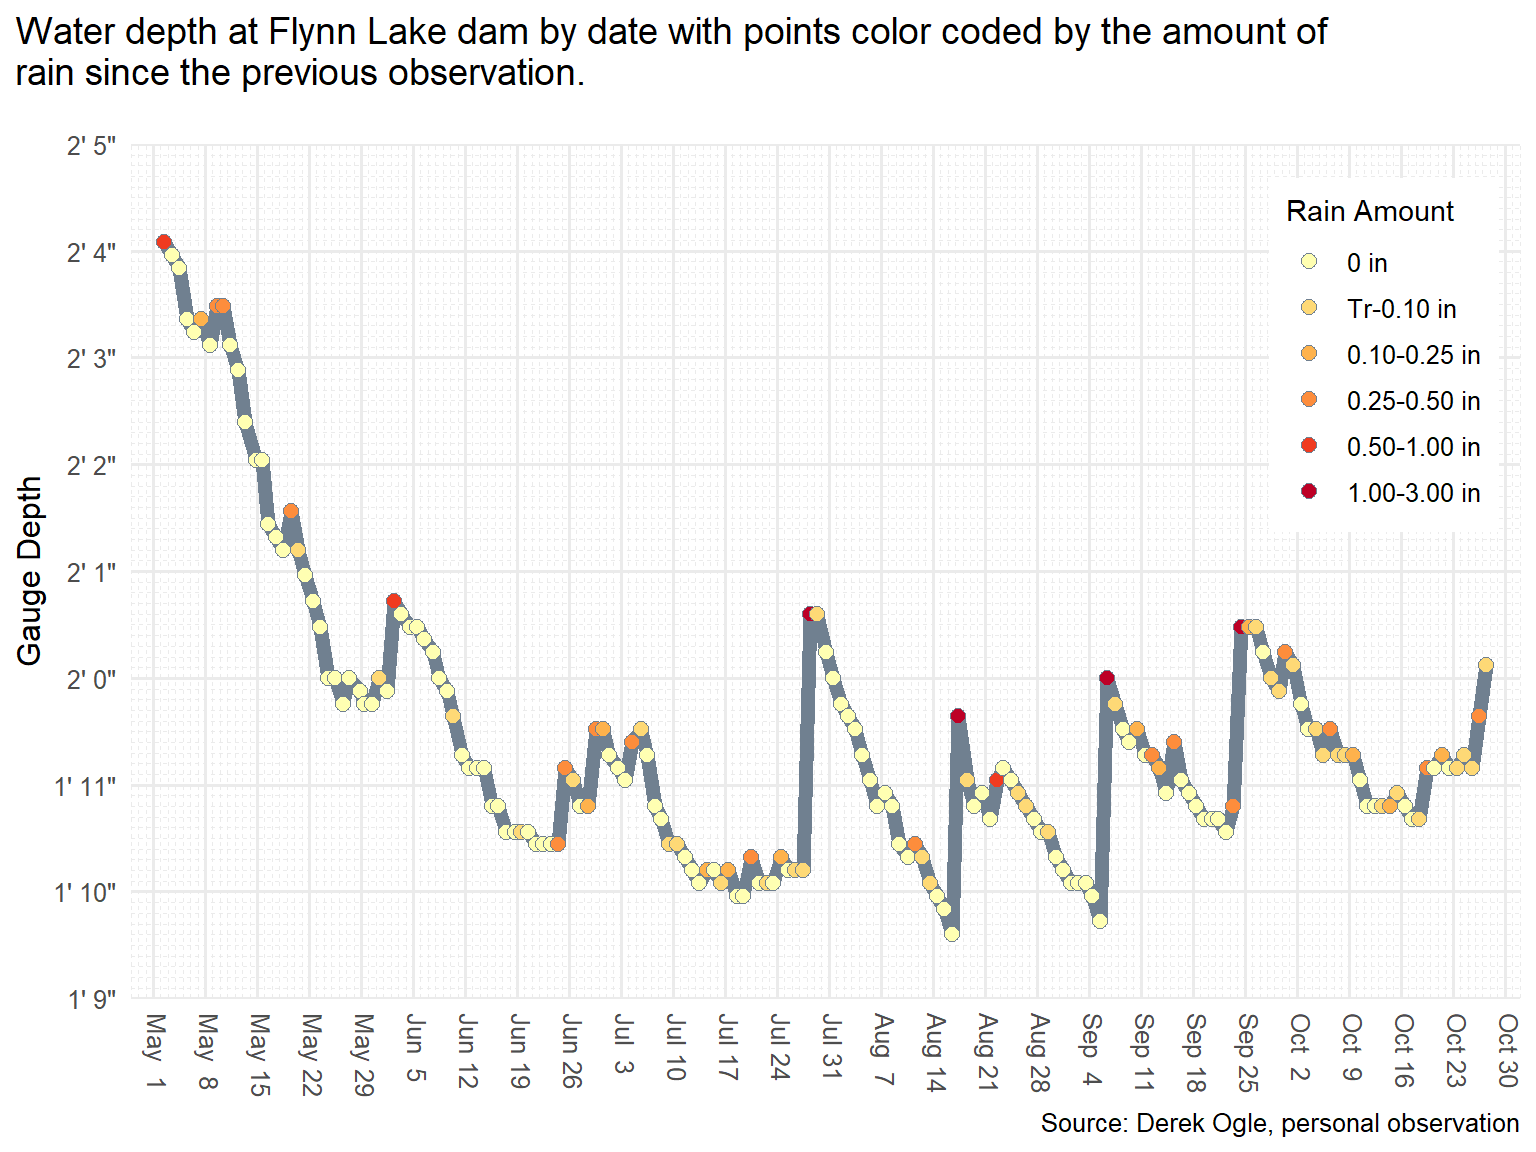 Water depth at Flynn Lake dam by date with points color coded by the amount of
rain since the previous observation.
2' 5"
2' 4"
2' 3"
2' 2"
2' 1"
2' 0"
1' 11"
1' 10"
1' 9"
Gauge Depth
Rain Amount
0 in
Tr-0.10 in
0.10-0.25 in
0.25-0.50 in
0.50-1.00 in
1.00-3.00 in
May 1
May 8
May 15
May 22
May 29
Jun 5
Jun 12
Jun 19
Jun 26
Jul 3
Jul 10
Jul 17
Jul 24
Jul 31
Aug 7
Aug 14
Aug 21
Aug 28
Sep 4
Sep 11
Sep 18
Sep 25
Oct 2
Oct 9
Oct 16
Oct 23
Oct 30
Source: Derek Ogle, personal observation